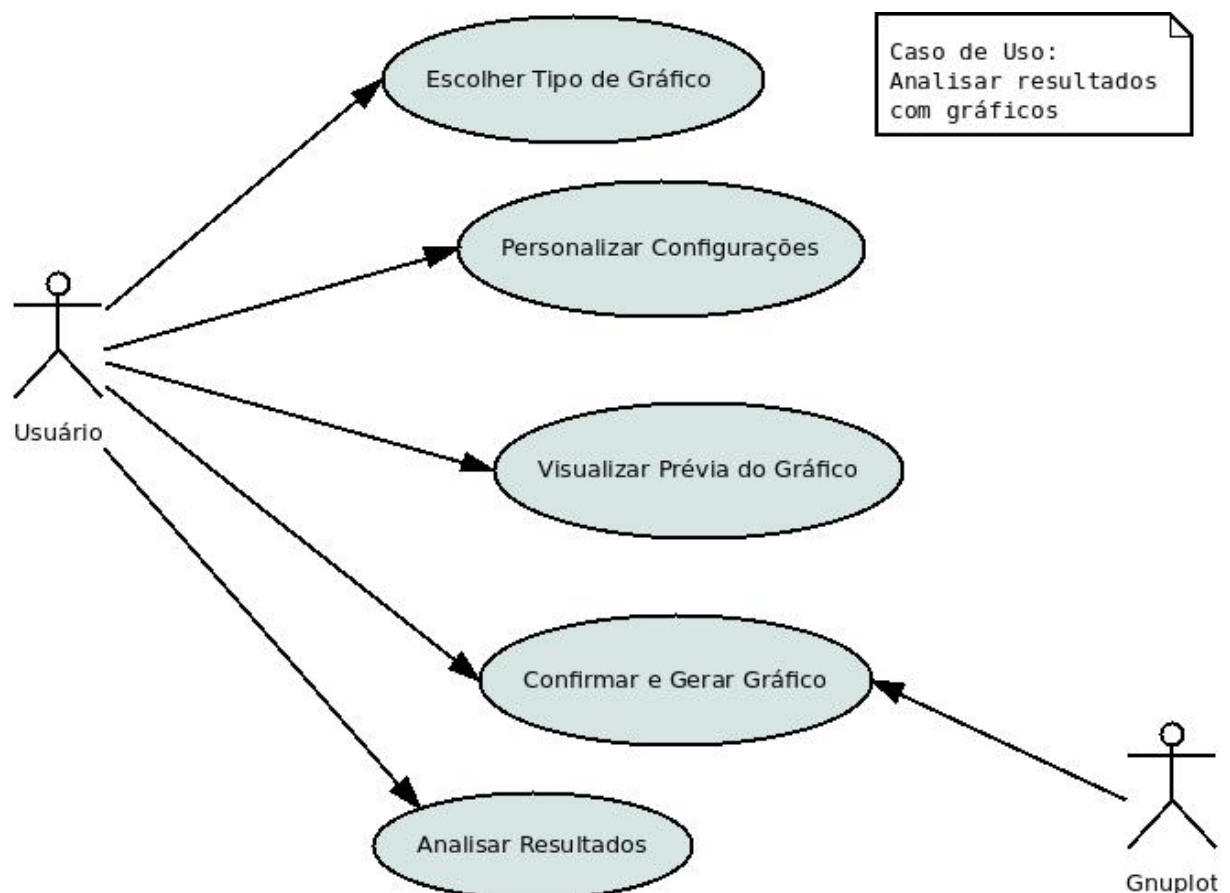 Escolher Tipo de Gráfico
Caso de Uso:
Analisar resultados
com gráficos
Personalizar Configurações
Usuário
Visualizar Prévia do Gráfico
Confirmar e Gerar Gráfico
Analisar Resultados
Gnuplot